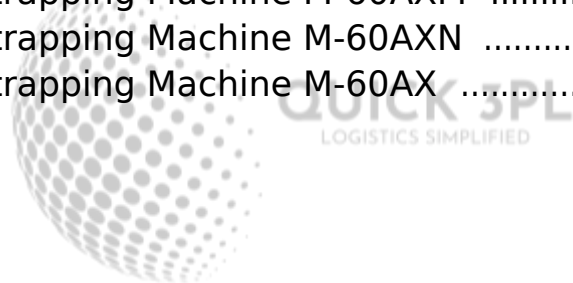 trapping Machine M-60AXN ..........
trapping Machine M-60AX .............
QUICK 3PL
LOGISTICS SIMPLIFIED